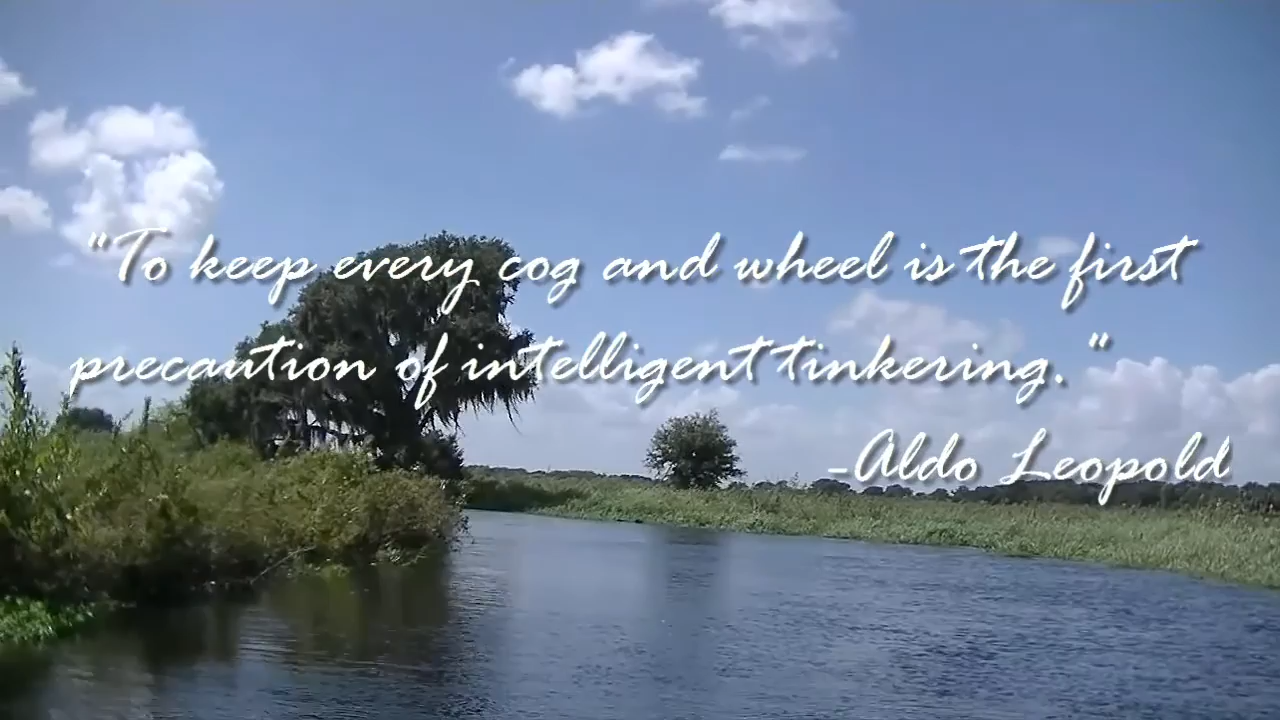 "To keep every cog and wheel is the first
precaution of intelligent tinkering."
-Aldo Leopold